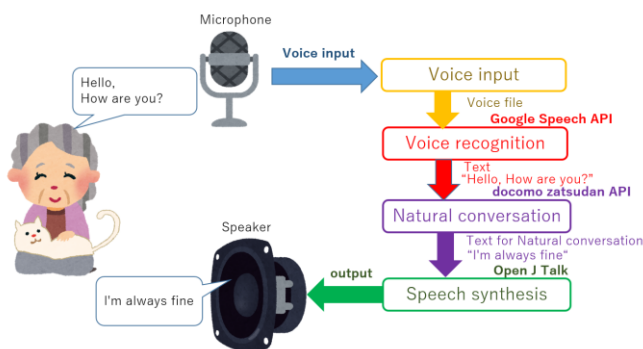 Microphone
Hello,
How are you?
Voice input
Voice input
Voice file
Google Speech API
Voice recognition
Text
“Hello, How are you?”
docomo zatsudan API
Natural conversation
Text for Natural conversation
“I'm always fine”
Open J Talk
Speech synthesis
output
Speaker
I'm always fine